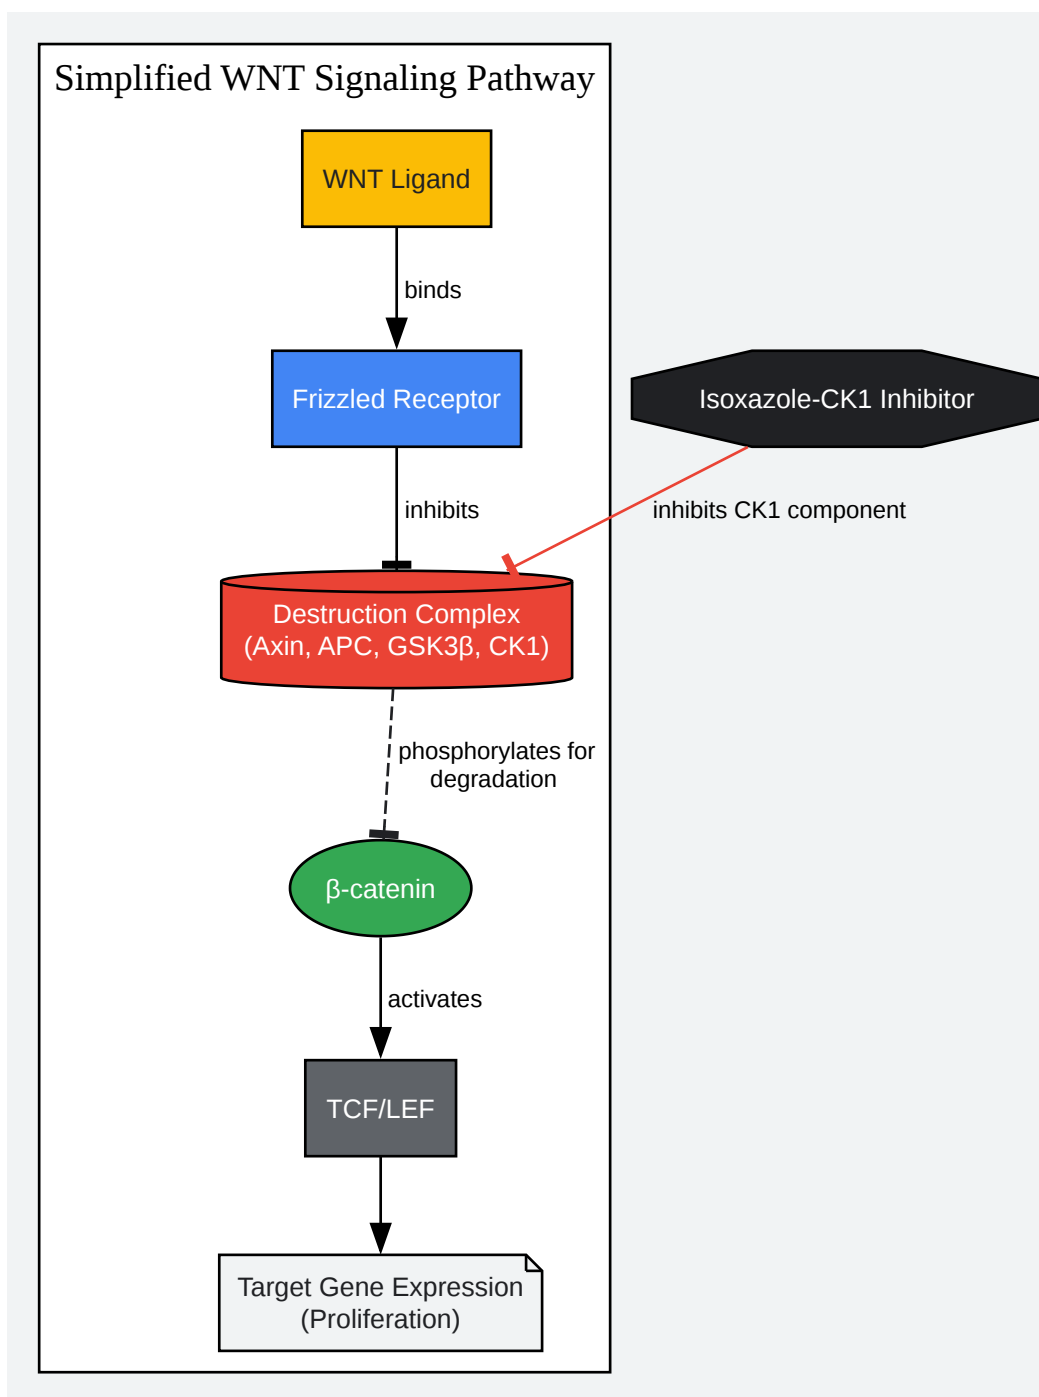 Simplified WNT Signaling Pathway
WNT Ligand
binds
Frizzled Receptor
Isoxazole-CK1 Inhibitor
inhibits
inhibits CK1 component
Destruction Complex
(Axin, APC, GSK3β, CK1)
phosphorylates for
degradation
β-catenin
activates
TCF/LEF
Target Gene Expression
(Proliferation)